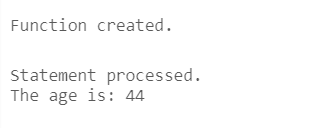 Function created.
Statement processed.
The age is: 44